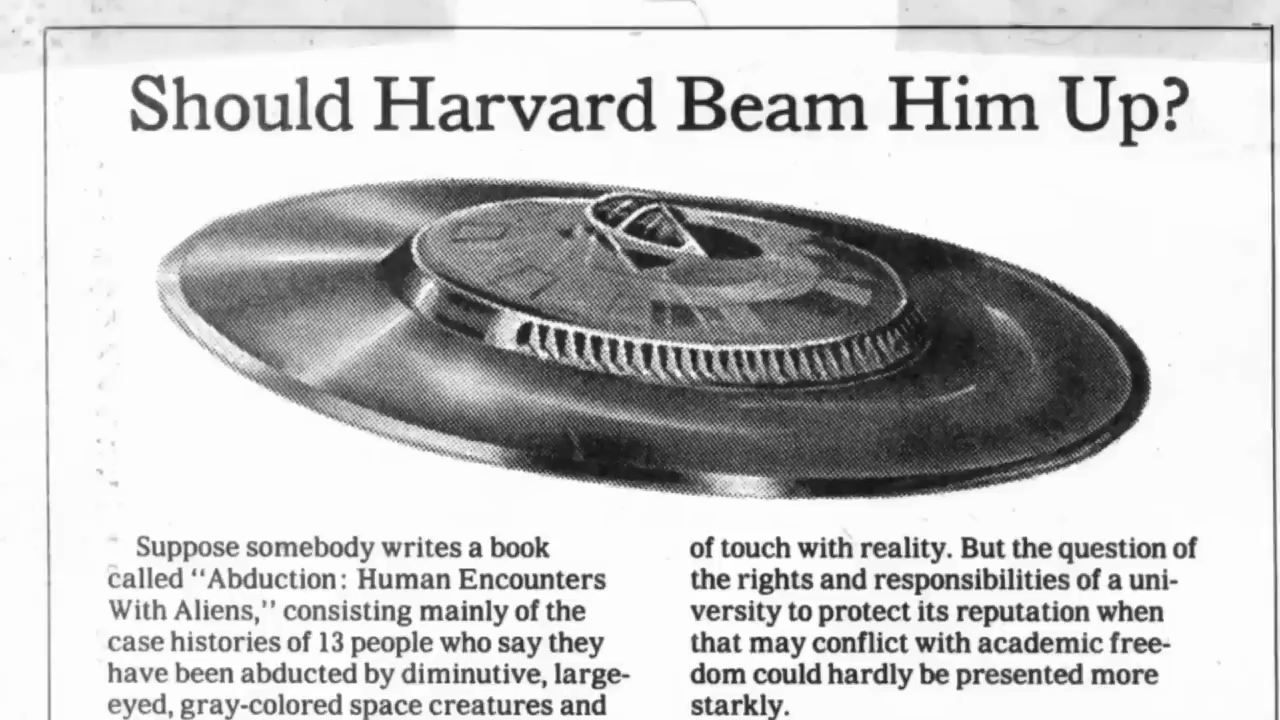 Should Harvard Beam Him Up?
Suppose somebody writes a book
called "Abduction: Human Encounters
With Aliens," consisting mainly of the
case histories of 13 people who say they
have been abducted by diminutive, large-
eyed, gray-colored space creatures and
of touch with reality. But the question of
the rights and responsibilities of a uni-
versity to protect its reputation when
that may conflict with academic free-
dom could hardly be presented more
starkly.